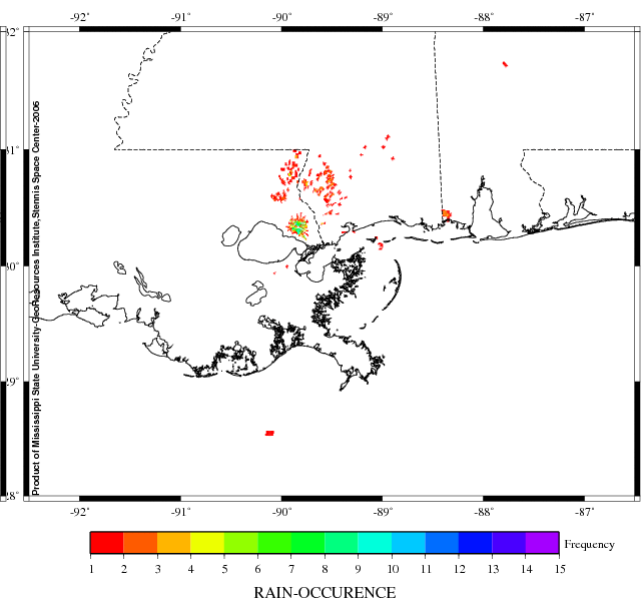 -92° -91° -90° -89° -88° -87°
32°
31°
30°
29°
28°
Product of Mississippi State University-GeoResources Institute,Stennis Space Center-2006
-92° -91° -90° -89° -88° -87°
Frequency
1 2 3 4 5 6 7 8 9 10 11 12 13 14 15
RAIN-OCCURENCE